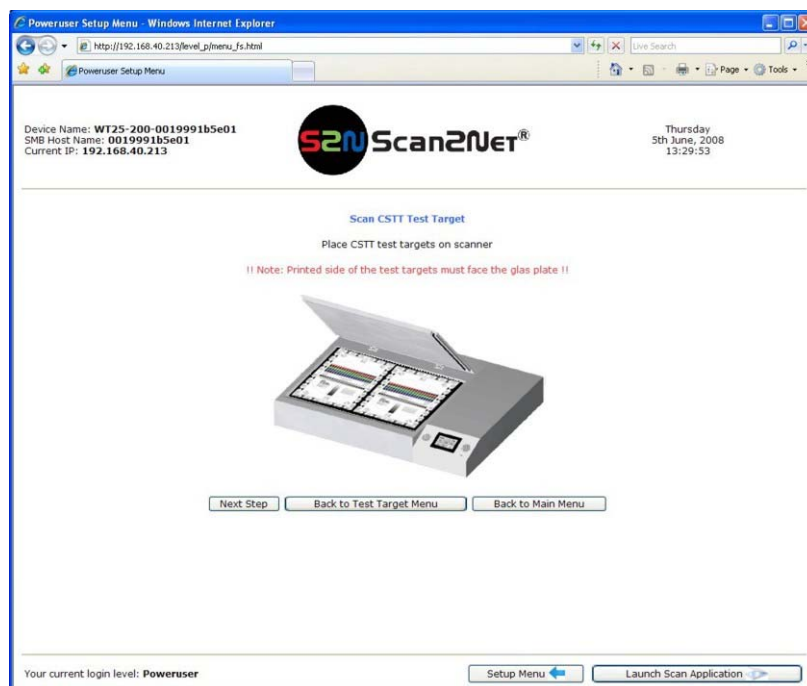 Poweruser Setup Menu - Windows Internet Explorer
http://192.168.40.213/level_p/menu_fs.html
Live Search
Poweruser Setup Menu
Page
Tools
Device Name: WT25-200-0019991b5e01
SMB Host Name: 0019991b5e01
Current IP: 192.168.40.213
S2N Scan2Net®
Thursday
5th June, 2008
13:29:53
Scan CSTT Test Target
Place CSTT test targets on scanner
!! Note: Printed side of the test targets must face the glas plate !!
Next Step
Back to Test Target Menu
Back to Main Menu
Your current login level: Poweruser
Setup Menu
Launch Scan Application